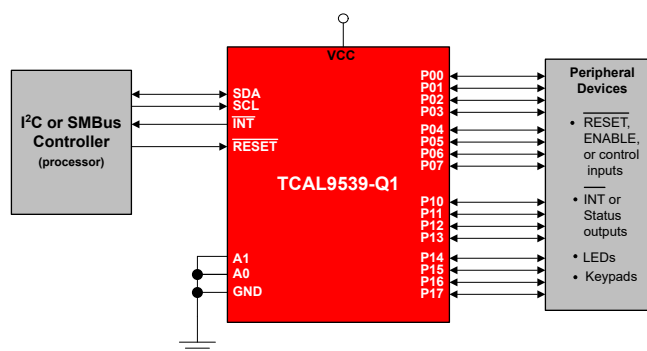 VCC
I²C or SMBus
Controller
(processor)
SDA
SCL
INT
RESET
TCAL9539-Q1
A1
A0
GND
P00
P01
P02
P03
P04
P05
P06
P07
P10
P11
P12
P13
P14
P15
P16
P17
Peripheral
Devices
• RESET,
ENABLE,
or control
inputs
• INT or
Status
outputs
• LEDs
• Keypads